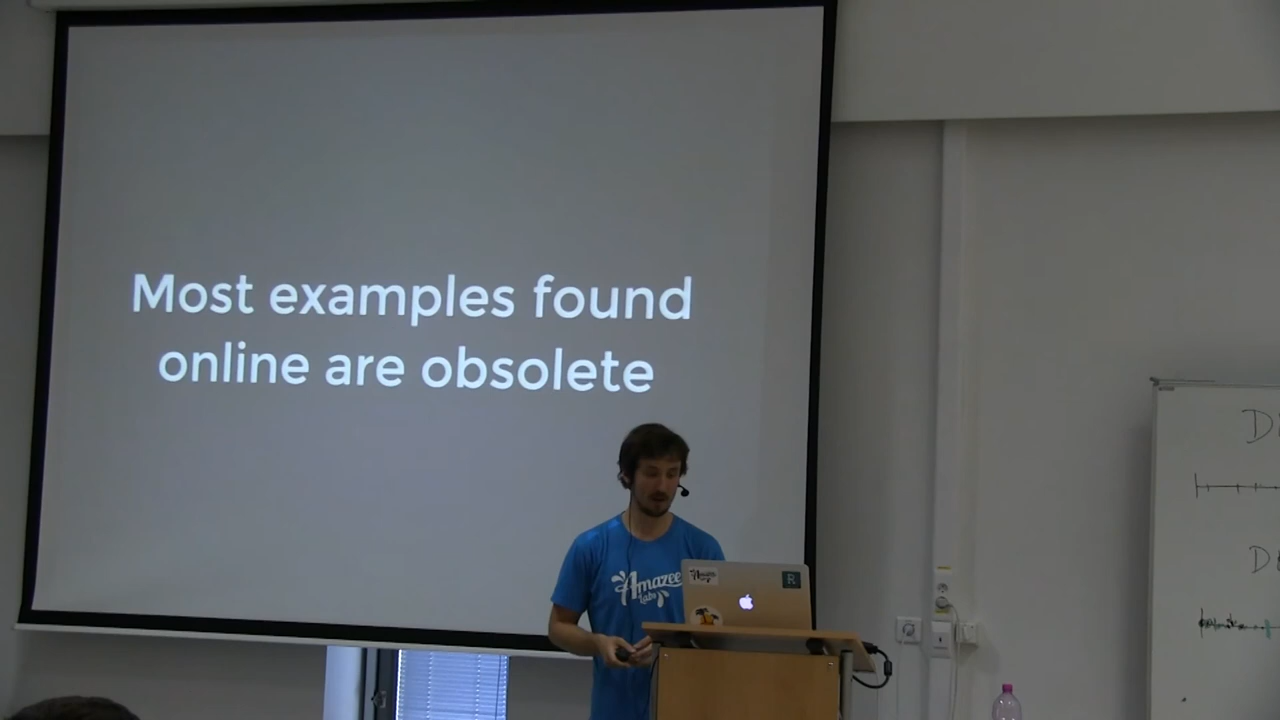 Most examples found
online are obsolete
Amazee
Labs
R